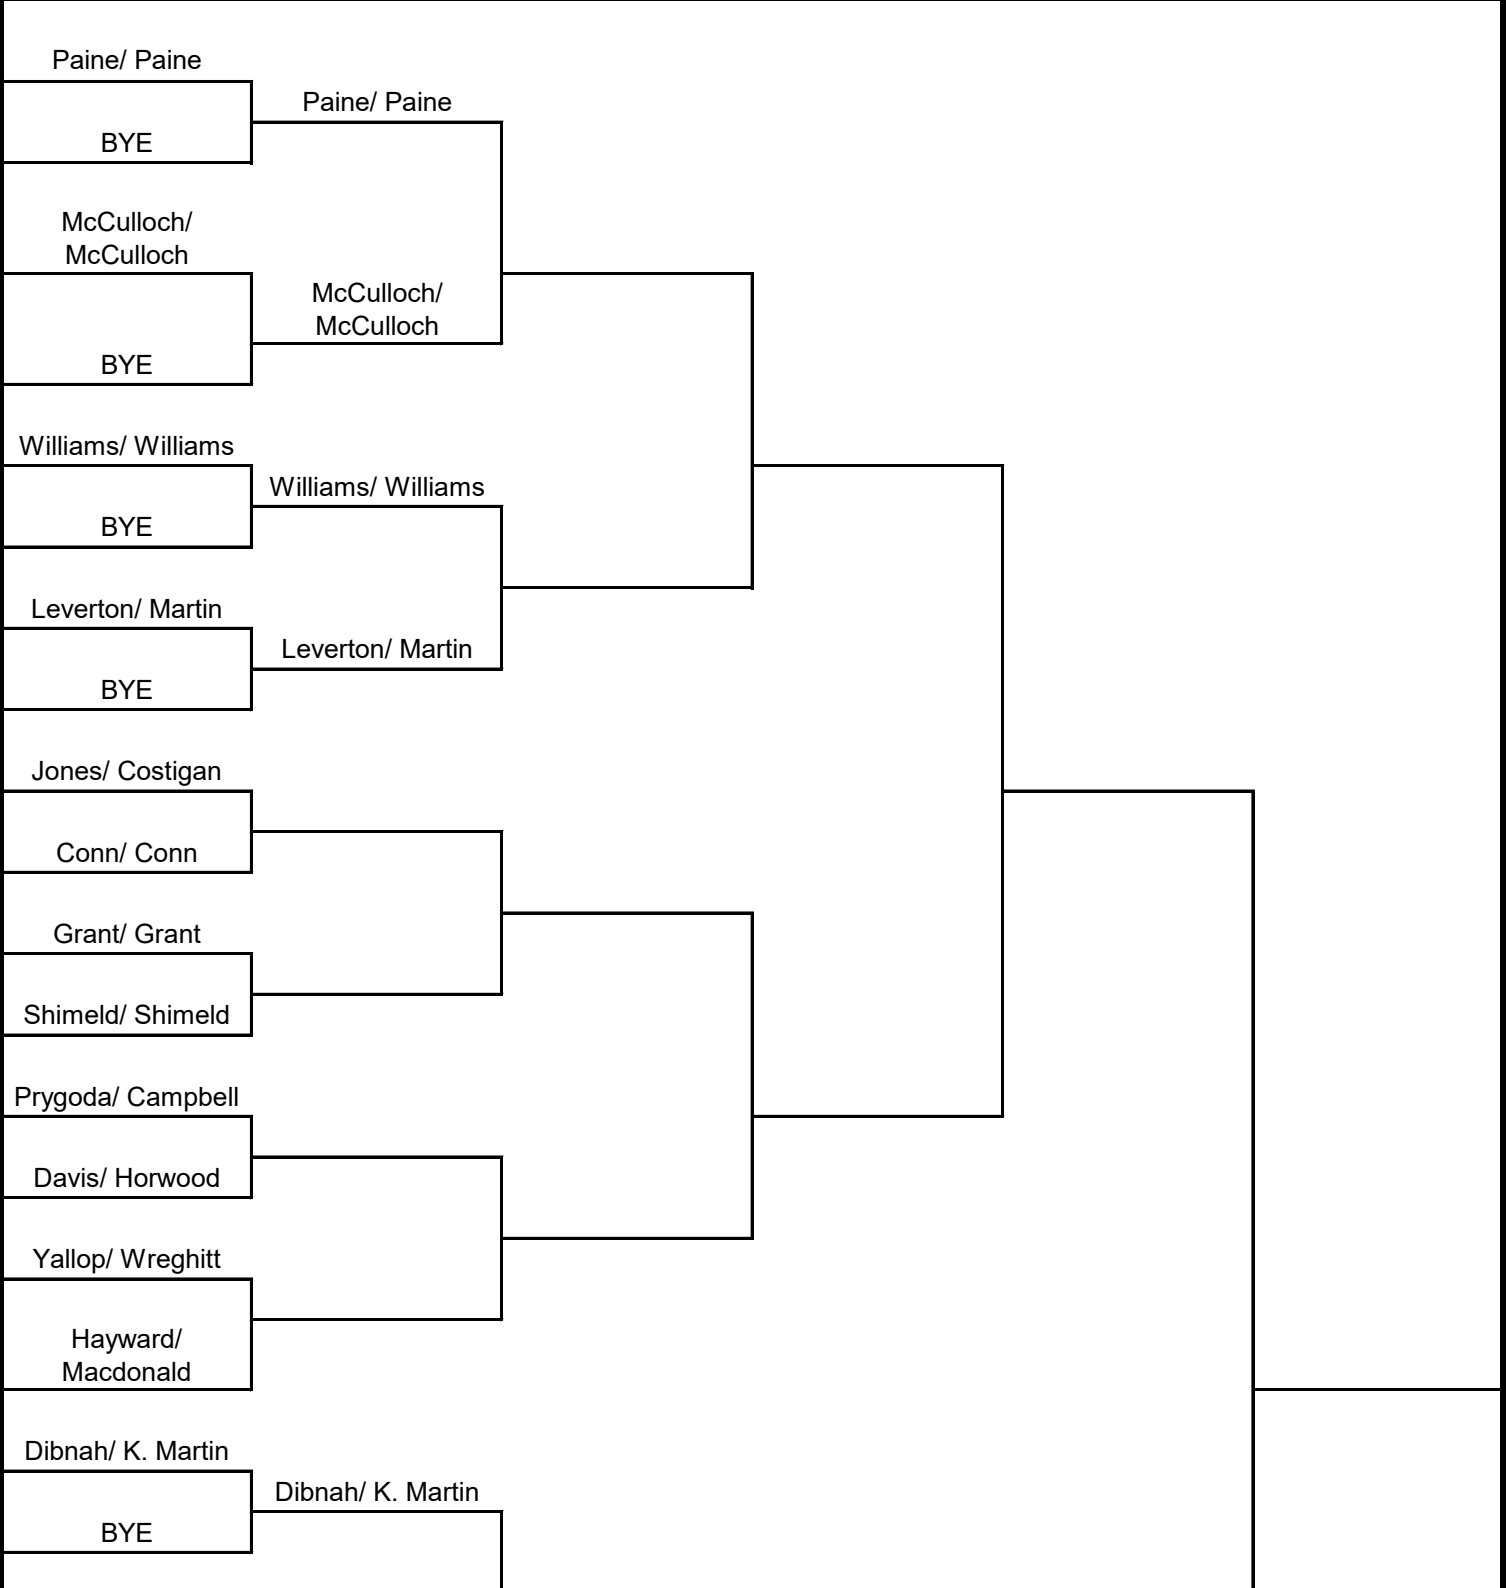 Paine/ Paine
Paine/ Paine
BYE
McCulloch/
McCulloch
McCulloch/
McCulloch
BYE
Williams/ Williams
Williams/ Williams
BYE
Leverton/ Martin
Leverton/ Martin
BYE
Jones/ Costigan
Conn/ Conn
Grant/ Grant
Shimeld/ Shimeld
Prygoda/ Campbell
Davis/ Horwood
Yallop/ Wreghitt
Hayward/
Macdonald
Dibnah/ K. Martin
Dibnah/ K. Martin
BYE